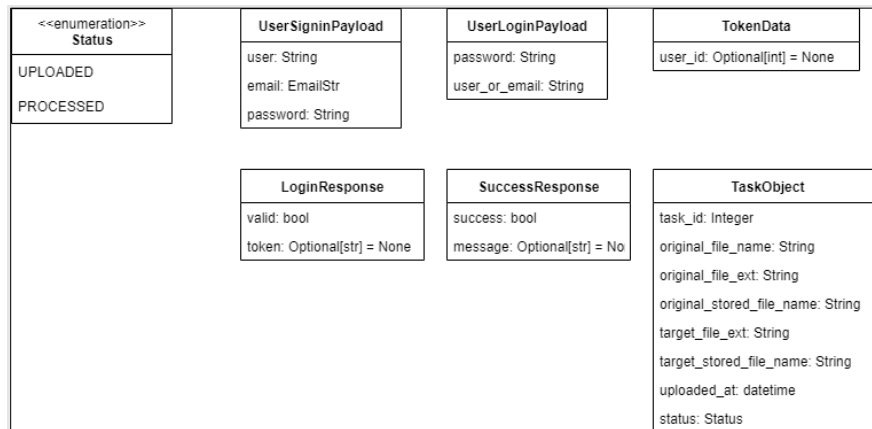 <<enumeration>>
Status
UPLOADED
PROCESSED
UserSigninPayload
user: String
email: EmailStr
password: String
UserLoginPayload
password: String
user_or_email: String
TokenData
user_id: Optional[int] = None
LoginResponse
valid: bool
token: Optional[str] = None
SuccessResponse
success: bool
message: Optional[str] = No
TaskObject
task_id: Integer
original_file_name: String
original_file_ext: String
original_stored_file_name: String
target_file_ext: String
target_stored_file_name: String
uploaded_at: datetime
status: Status